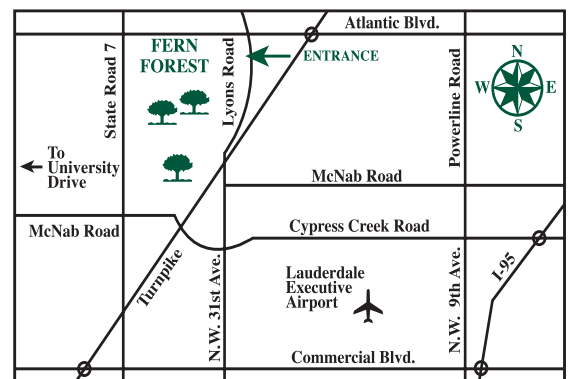 Atlantic Blvd.
FERN
FOREST
ENTRANCE
State Road 7
Lyons Road
Powerline Road
N
W
E
S
To
University
Drive
McNab Road
McNab Road
Cypress Creek Road
Turnpike
N.W. 31st Ave.
Lauderdale
Executive
Airport
N.W. 9th Ave.
I-95
Commercial Blvd.